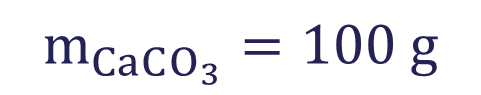 m_CaCO₃ = 100 g